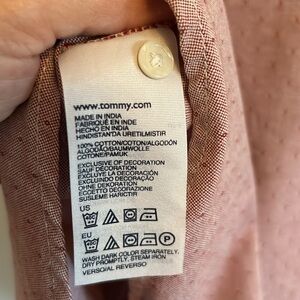 www.tommy.com
MADE IN INDIA
FABRIQUÉ EN INDE
HECHO EN INDIA
HINDISTAN'DA URETILMISTIR
100% COTTON/COTON/ALGODÓN
ALGODÃO/BAUMWOLLE
COTONE/PAMUK
EXCLUSIVE OF DECORATION
SAUF DÉCORATION
EXCLUYE LA DECORACIÓN
EXCLUINDO DECORAÇÃO
OHNE DEKORATION
ECCETTO DECORAZIONE
SUSLEME HARICTIR
US
EU
WASH DARK COLOR SEPARATELY,
DRY PROMPTLY, STEAM IRON
VERSO/AL REVERSO